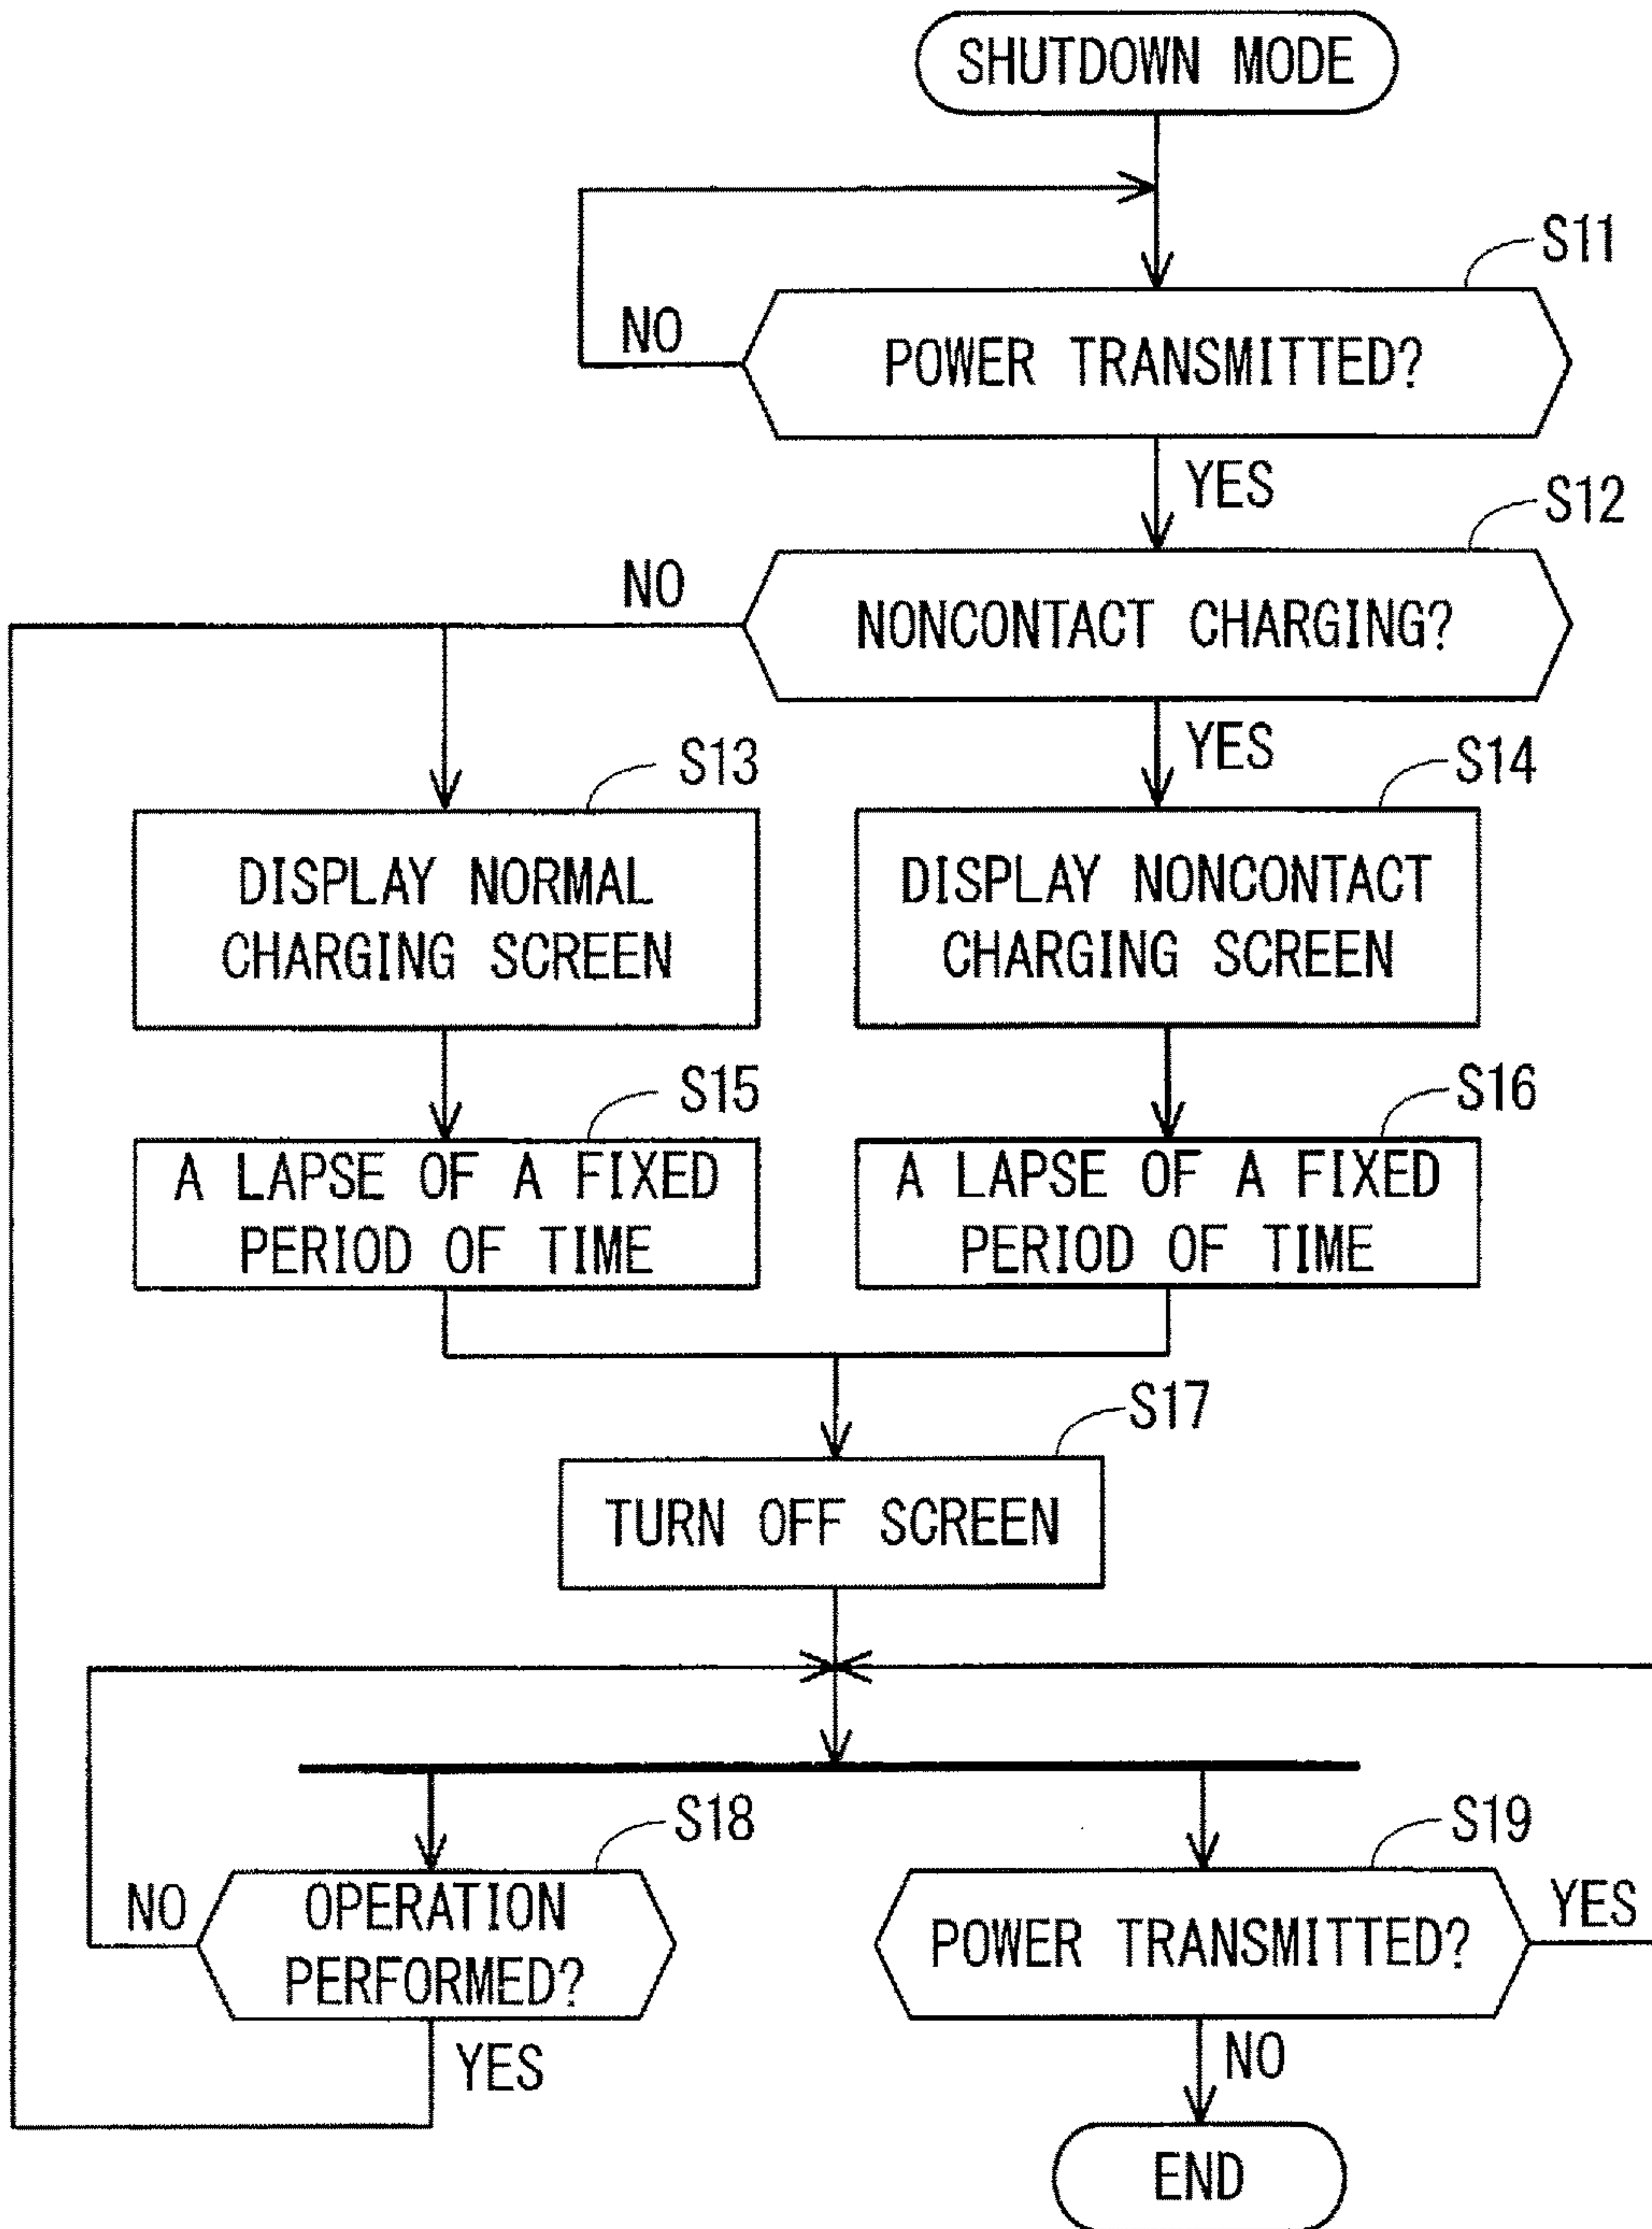 SHUTDOWN MODE
S11
NO
POWER TRANSMITTED?
YES
S12
NO
NONCONTACT CHARGING?
YES
S13
S14
DISPLAY NORMAL
CHARGING SCREEN
DISPLAY NONCONTACT
CHARGING SCREEN
S15
S16
A LAPSE OF A FIXED
PERIOD OF TIME
A LAPSE OF A FIXED
PERIOD OF TIME
S17
TURN OFF SCREEN
S18
S19
NO
OPERATION
PERFORMED?
POWER TRANSMITTED?
YES
YES
NO
END